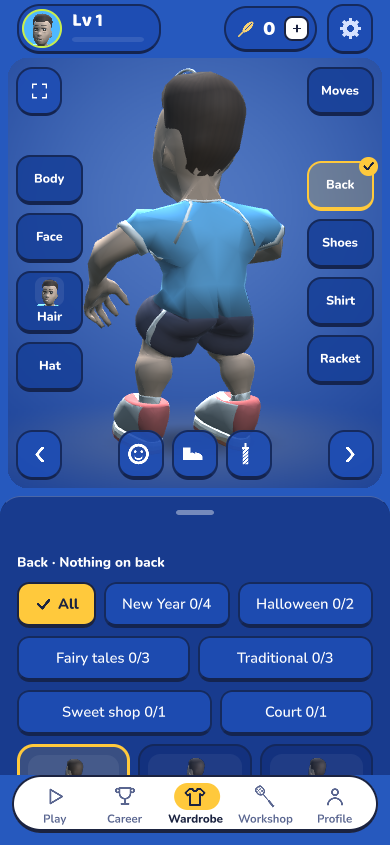 Lv 1
0
+
Moves
Body
Back
Face
Shoes
Hair
Shirt
Hat
Racket
Back · Nothing on back
All
New Year 0/4
Halloween 0/2
Fairy tales 0/3
Traditional 0/3
Sweet shop 0/1
Court 0/1
Play
Career
Wardrobe
Workshop
Profile